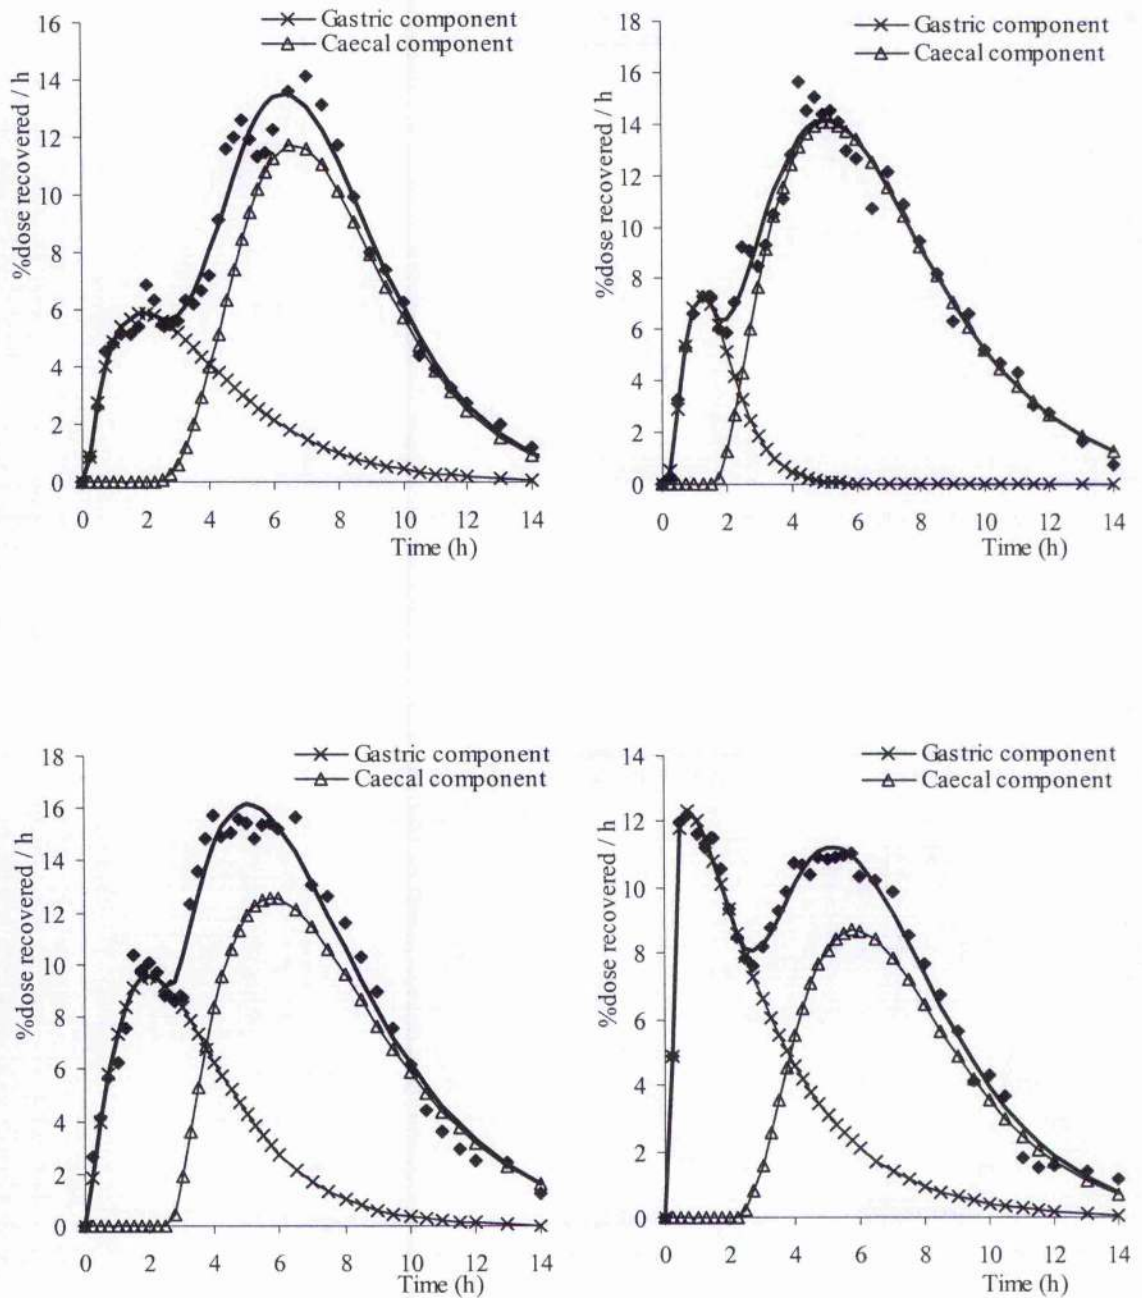 Gastric component
Caecal component
%dose recovered / h
16
14
12
10
8
6
4
2
0
0 2 4 6 8 10 12 14
Time (h)
Gastric component
Caecal component
%dose recovered / h
18
16
14
12
10
8
6
4
2
0
0 2 4 6 8 10 12 14
Time (h)
Gastric component
Caecal component
%dose recovered / h
18
16
14
12
10
8
6
4
2
0
0 2 4 6 8 10 12 14
Time (h)
Gastric component
Caecal component
%dose recovered / h
14
12
10
8
6
4
2
0
0 2 4 6 8 10 12 14
Time (h)